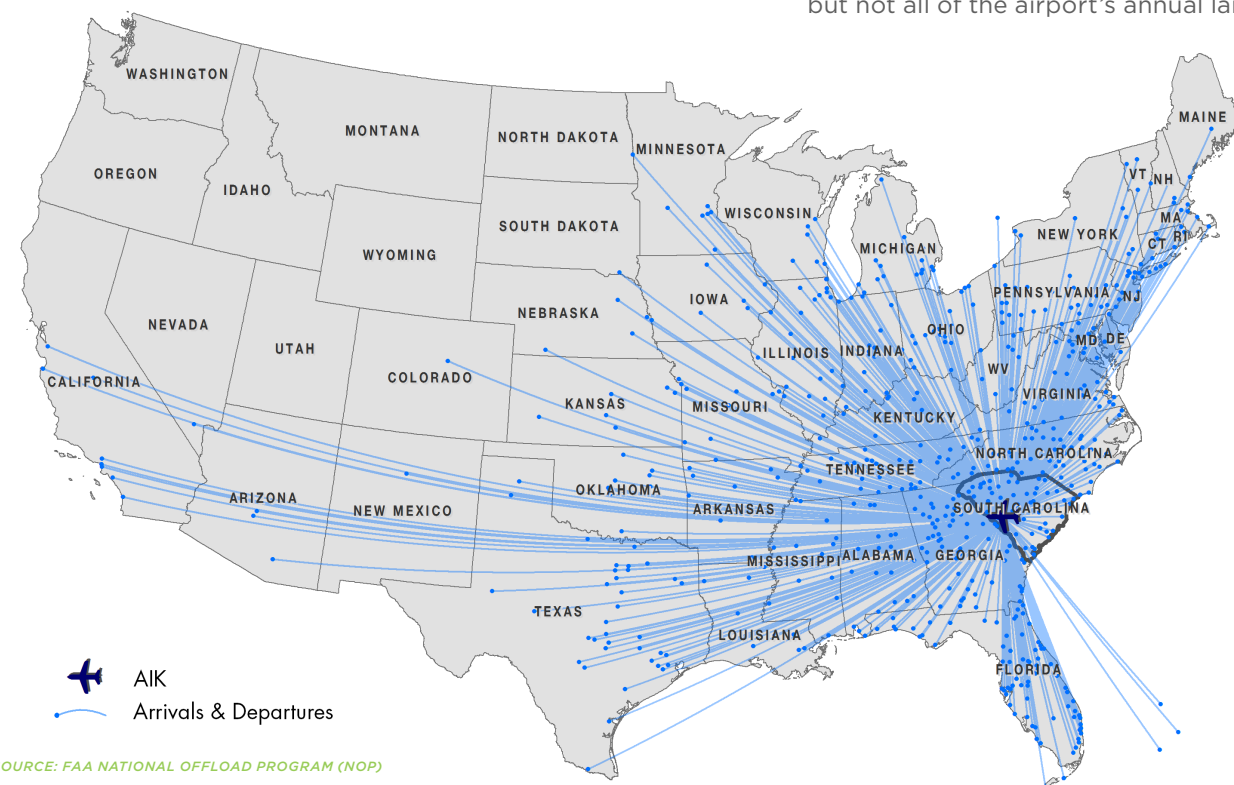 but not all of the airport's annual
WASHINGTON
MAINE
MONTANA
NORTH DAKOTA
MINNESOTA
OREGON
VT
NH
IDAHO
WISCONSIN
MA
SOUTH DAKOTA
NEW YORK
CT
RI
MICHIGAN
WYOMING
PENNSYLVANIA
NJ
IOWA
NEBRASKA
NEVADA
OHIO
MD
DE
UTAH
ILLINOIS
INDIANA
WV
COLORADO
CALIFORNIA
VIRGINIA
KANSAS
MISSOURI
KENTUCKY
NORTH CAROLINA
TENNESSEE
OKLAHOMA
ARIZONA
NEW MEXICO
ARKANSAS
SOUTH CAROLINA
MISSISSIPPI
ALABAMA
GEORGIA
TEXAS
LOUISIANA
FLORIDA
AIK
Arrivals & Departures
OURCE: FAA NATIONAL OFFLOAD PROGRAM (NOP)